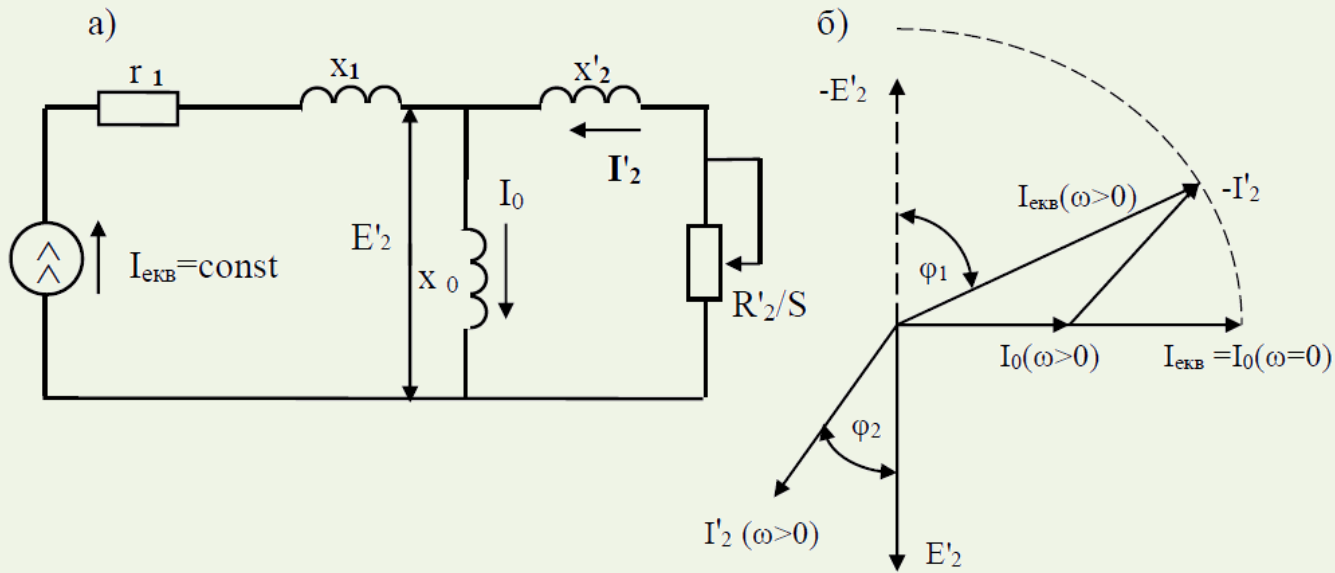 а)
r 1
x1
x'2
I'2
I0
E'2
x 0
Iекв=const
R'2/S
б)
-E'2
Iекв(ω>0)
-I'2
φ1
I0(ω>0)
Iекв =I0(ω=0)
φ2
I'2 (ω>0)
E'2